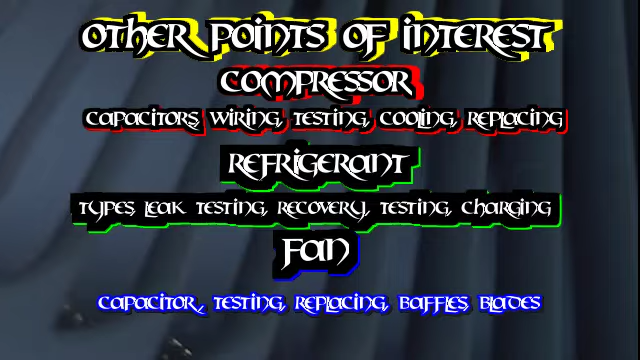 OTHER POINTS OF INTEREST
COMPRESSOR
CAPACITORS, WIRING, TESTING, COOLING, REPLACING
REFRIGERANT
TYPES, LEAK TESTING, RECOVERY, TESTING, CHARGING
FAN
CAPACITOR, TESTING, REPLACING, BAFFLES, BLADES